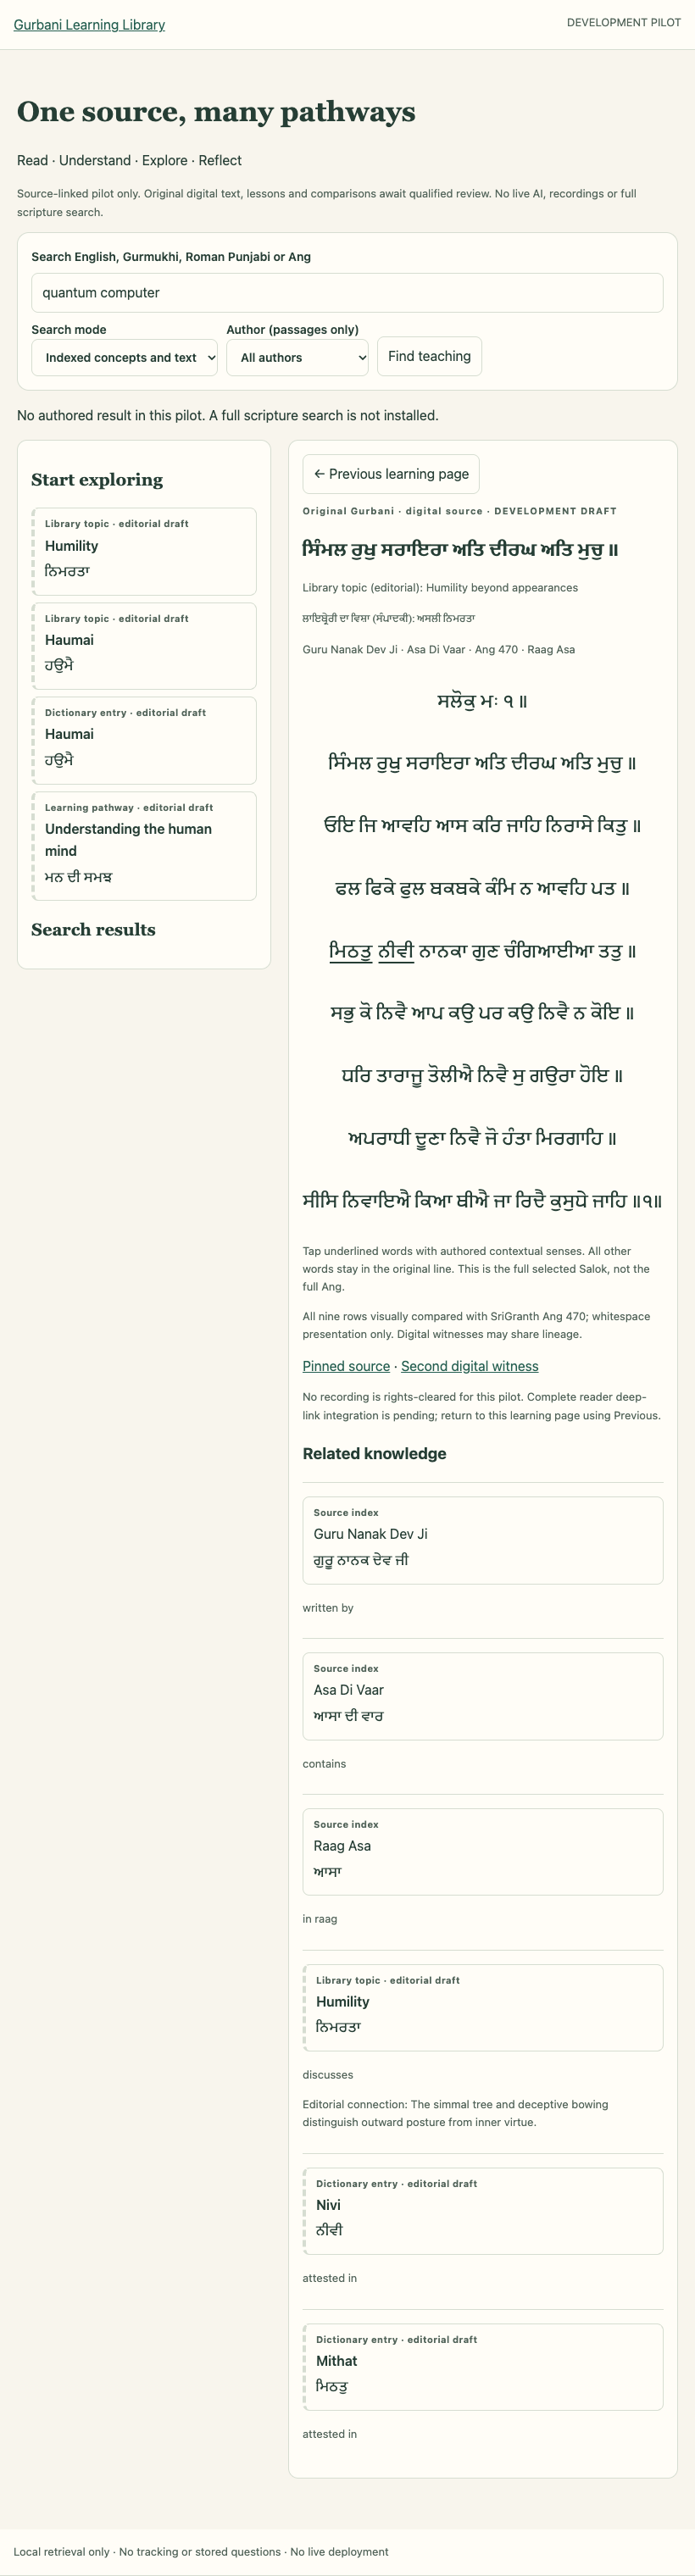 Gurbani Learning Library
DEVELOPMENT PILOT
One source, many pathways
Read · Understand · Explore · Reflect
Source-linked pilot only. Original digital text, lessons and comparisons await qualified review. No live AI, recordings or full
scripture search.
Search English, Gurmukhi, Roman Punjabi or Ang
quantum computer
Search mode
Author (passages only)
Indexed concepts and text
All authors
Find teaching
No authored result in this pilot. A full scripture search is not installed.
Start exploring
Library topic · editorial draft
Humility
ਨਿਮਰਤਾ
Library topic · editorial draft
Haumai
ਹਉਮੈ
Dictionary entry · editorial draft
Haumai
ਹਉਮੈ
Learning pathway · editorial draft
Understanding the human
mind
ਮਨ ਦੀ ਸਮਝ
Search results
← Previous learning page
Original Gurbani · digital source · DEVELOPMENT DRAFT
ਸਿੰਮਲ ਰੁਖੁ ਸਰਾਇਰਾ ਅਤਿ ਦੀਰਘ ਅਤਿ ਮੁਚੁ ॥
Library topic (editorial): Humility beyond appearances
ਲਾਇਬ੍ਰੇਰੀ ਦਾ ਵਿਸ਼ਾ (ਸੰਪਾਦਕੀ): ਅਸਲੀ ਨਿਮਰਤਾ
Guru Nanak Dev Ji · Asa Di Vaar · Ang 470 · Raag Asa
ਸਲੋਕੁ ਮਃ ੧ ॥
ਸਿੰਮਲ ਰੁਖੁ ਸਰਾਇਰਾ ਅਤਿ ਦੀਰਘ ਅਤਿ ਮੁਚੁ ॥
ਓਇ ਜਿ ਆਵਹਿ ਆਸ ਕਰਿ ਜਾਹਿ ਨਿਰਾਸੇ ਕਿਤੁ ॥
ਫਲ ਫਿਕੇ ਫੁਲ ਬਕਬਕੇ ਕੰਮਿ ਨ ਆਵਹਿ ਪਤ ॥
ਮਿਠਤੁ ਨੀਵੀ ਨਾਨਕਾ ਗੁਣ ਚੰਗਿਆਈਆ ਤਤੁ ॥
ਸਭੁ ਕੋ ਨਿਵੈ ਆਪ ਕਉ ਪਰ ਕਉ ਨਿਵੈ ਨ ਕੋਇ ॥
ਧਰਿ ਤਾਰਾਜੂ ਤੋਲੀਐ ਨਿਵੈ ਸੁ ਗਉਰਾ ਹੋਇ ॥
ਅਪਰਾਧੀ ਦੂਣਾ ਨਿਵੈ ਜੋ ਹੰਤਾ ਮਿਰਗਾਹਿ ॥
ਸੀਸਿ ਨਿਵਾਇਐ ਕਿਆ ਥੀਐ ਜਾ ਰਿਦੈ ਕੁਸੁਧੇ ਜਾਹਿ ॥੧॥
Tap underlined words with authored contextual senses. All other
words stay in the original line. This is the full selected Salok, not the
full Ang.
All nine rows visually compared with SriGranth Ang 470; whitespace
presentation only. Digital witnesses may share lineage.
Pinned source · Second digital witness
No recording is rights-cleared for this pilot. Complete reader deep-
link integration is pending; return to this learning page using Previous.
Related knowledge
Source index
Guru Nanak Dev Ji
ਗੁਰੂ ਨਾਨਕ ਦੇਵ ਜੀ
written by
Source index
Asa Di Vaar
ਆਸਾ ਦੀ ਵਾਰ
contains
Source index
Raag Asa
ਆਸਾ
in raag
Library topic · editorial draft
Humility
ਨਿਮਰਤਾ
discusses
Editorial connection: The simmal tree and deceptive bowing
distinguish outward posture from inner virtue.
Dictionary entry · editorial draft
Nivi
ਨੀਵੀ
attested in
Dictionary entry · editorial draft
Mithat
ਮਿਠਤੁ
attested in
Local retrieval only · No tracking or stored questions · No live deployment